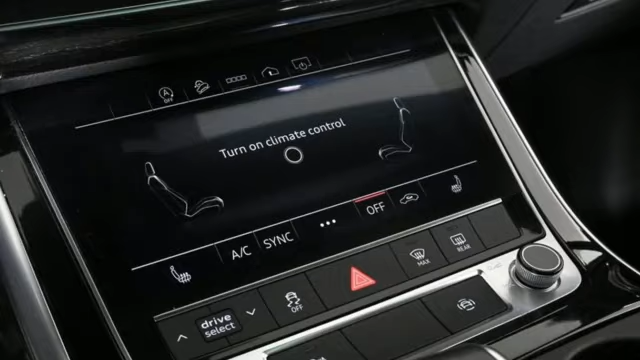 A
OFF
Turn on climate control
A/C SYNC ••• OFF
MAX
REAR
OFF
drive
select